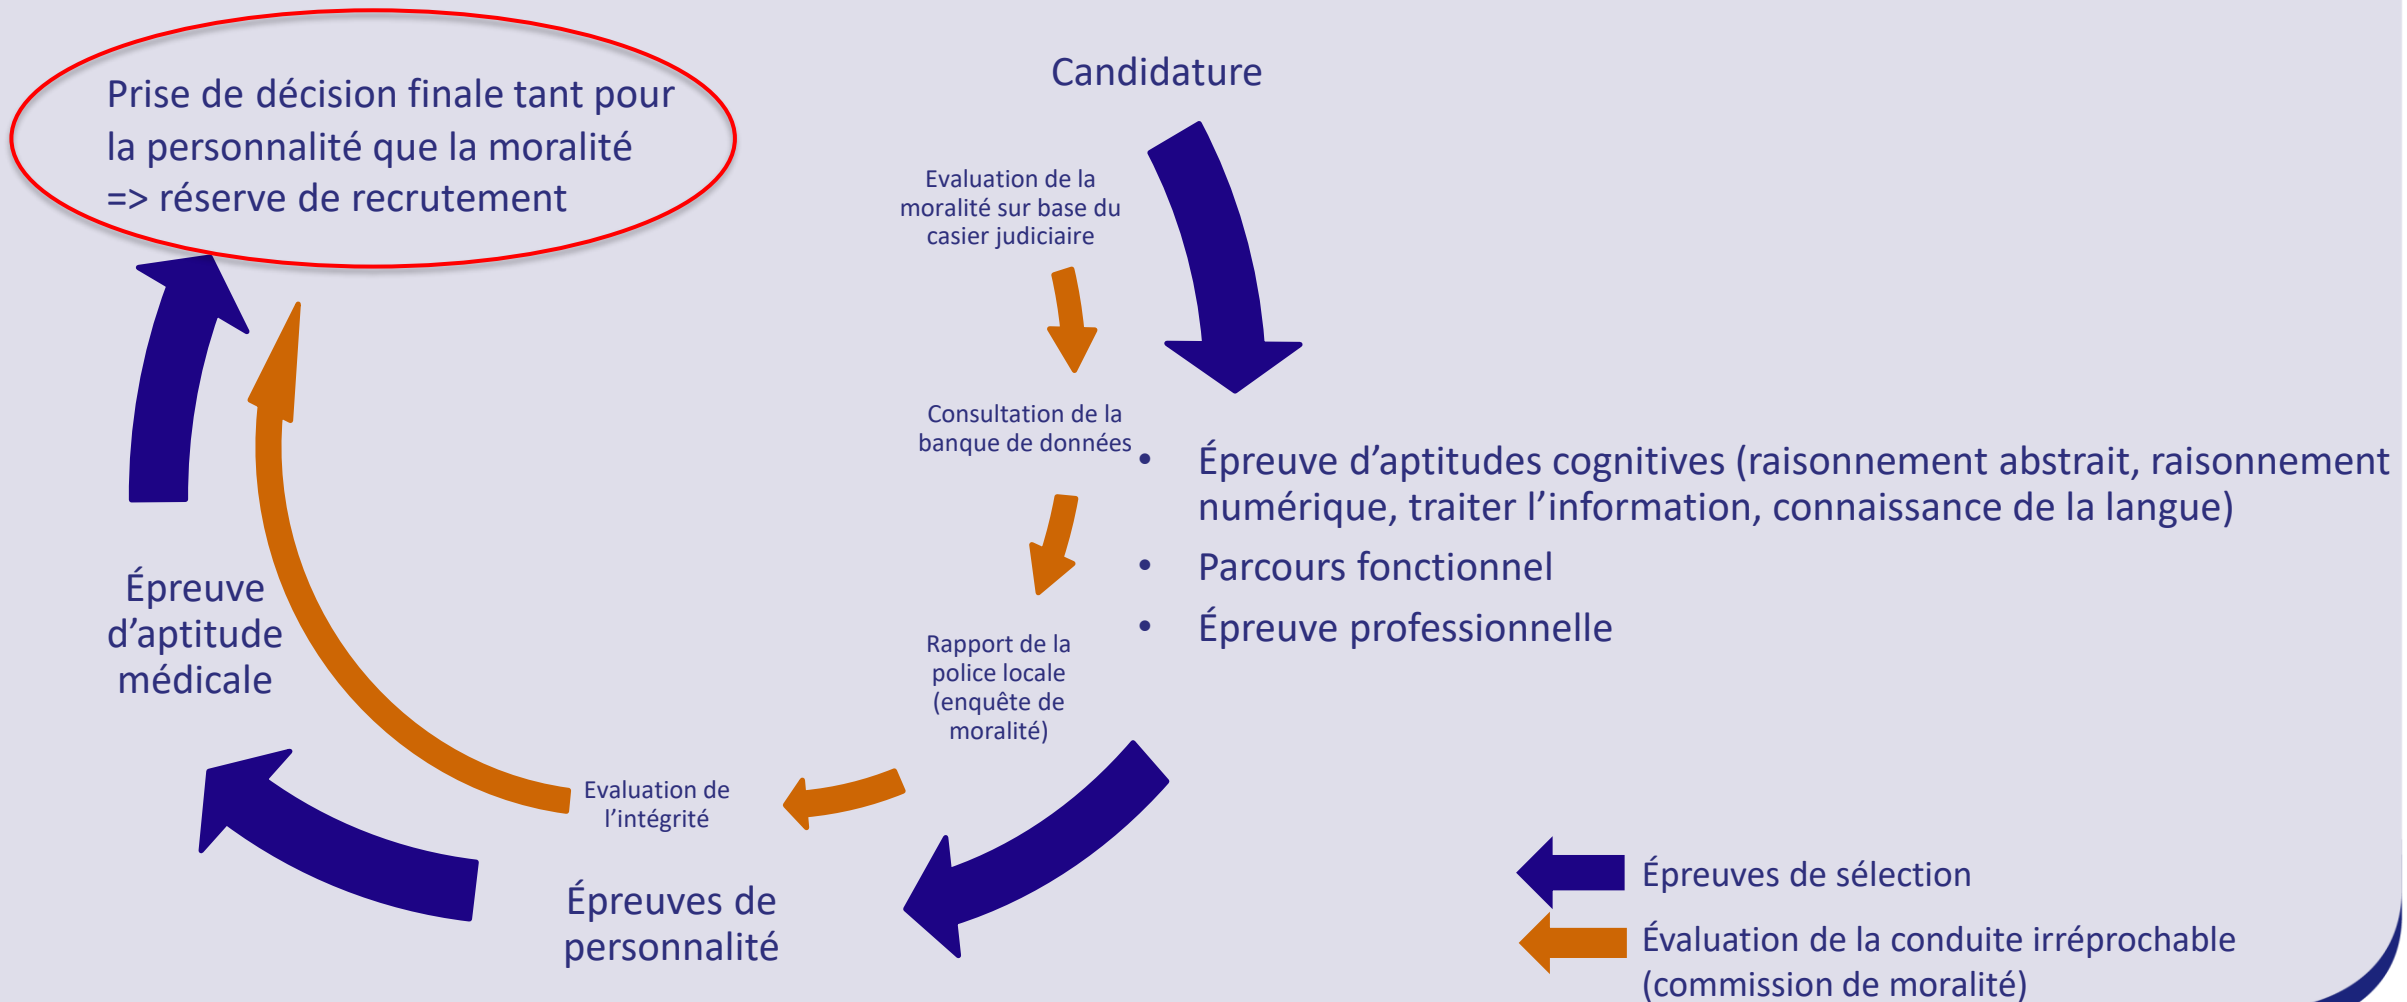 Prise de décision finale tant pour
la personnalité que la moralité
=> réserve de recrutement
Candidature
Evaluation de la
moralité sur base du
casier judiciaire
Consultation de la
banque de données
• Épreuve d’aptitudes cognitives (raisonnement abstrait, raisonnement
numérique, traiter l’information, connaissance de la langue)
• Parcours fonctionnel
• Épreuve professionnelle
Rapport de la
police locale
(enquête de
moralité)
Evaluation de
l’intégrité
Épreuves de
personnalité
Épreuve
d’aptitude
médicale
Épreuves de sélection
Évaluation de la conduite irréprochable
(commission de moralité)